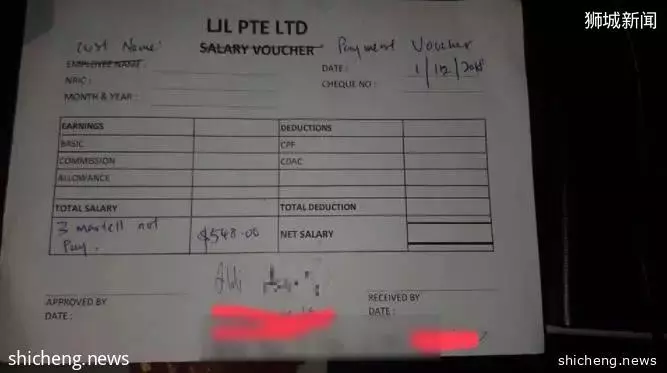 狮城新闻
LJL PTE LTD
Cust Name:
SALARY VOUCHER Payment Voucher
EMPLOYEE NAME :
DATE : 1/12/2018
NRIC :
CHEQUE NO :
MONTH & YEAR :
EARNINGS DEDUCTIONS
BASIC CPF
COMMISSION CDAC
ALLOWANCE
TOTAL SALARY TOTAL DEDUCTION
3 martell not
Pay. $548.00 NET SALARY
APPROVED BY RECEIVED BY
DATE : DATE :
shicheng.news shicheng.news